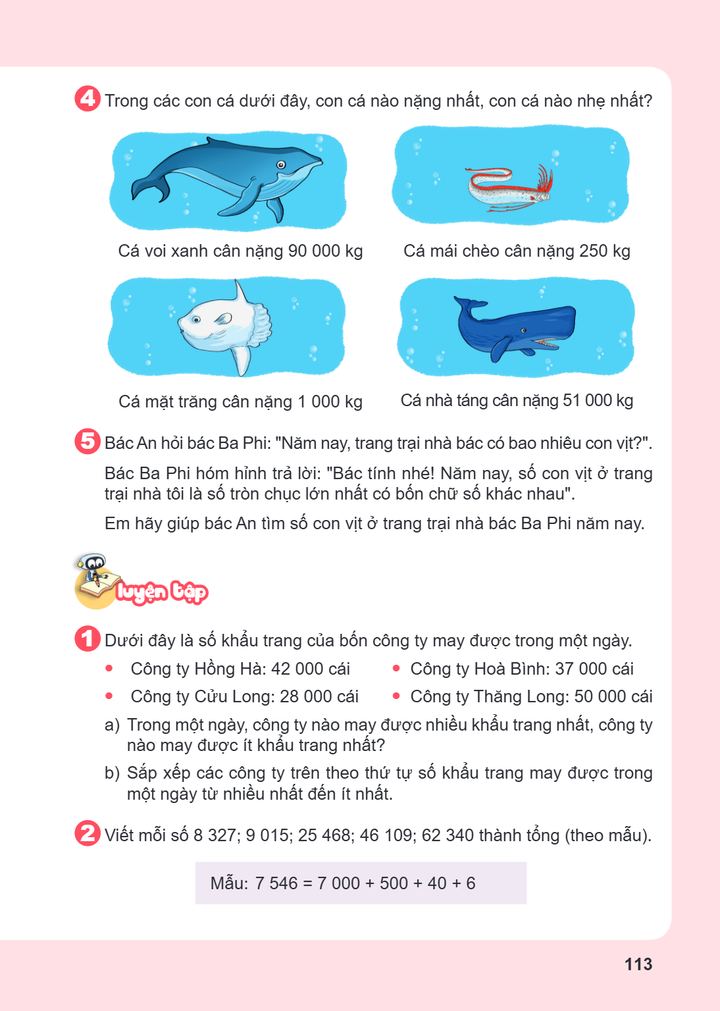 4 Trong các con cá dưới đây, con cá nào nặng nhất, con cá nào nhẹ nhất?
Cá voi xanh cân nặng 90 000 kg
Cá mái chèo cân nặng 250 kg
Cá mặt trăng cân nặng 1 000 kg
Cá nhà táng cân nặng 51 000 kg
5 Bác An hỏi bác Ba Phi: "Năm nay, trang trại nhà bác có bao nhiêu con vịt?".
Bác Ba Phi hóm hỉnh trả lời: "Bác tính nhé! Năm nay, số con vịt ở trang
trại nhà tôi là số tròn chục lớn nhất có bốn chữ số khác nhau".
Em hãy giúp bác An tìm số con vịt ở trang trại nhà bác Ba Phi năm nay.
luyện tập
1 Dưới đây là số khẩu trang của bốn công ty may được trong một ngày.
• Công ty Hồng Hà: 42 000 cái
• Công ty Hoà Bình: 37 000 cái
• Công ty Cửu Long: 28 000 cái
• Công ty Thăng Long: 50 000 cái
a) Trong một ngày, công ty nào may được nhiều khẩu trang nhất, công ty
nào may được ít khẩu trang nhất?
b) Sắp xếp các công ty trên theo thứ tự số khẩu trang may được trong
một ngày từ nhiều nhất đến ít nhất.
2 Viết mỗi số 8 327; 9 015; 25 468; 46 109; 62 340 thành tổng (theo mẫu).
Mẫu: 7 546 = 7 000 + 500 + 40 + 6
113